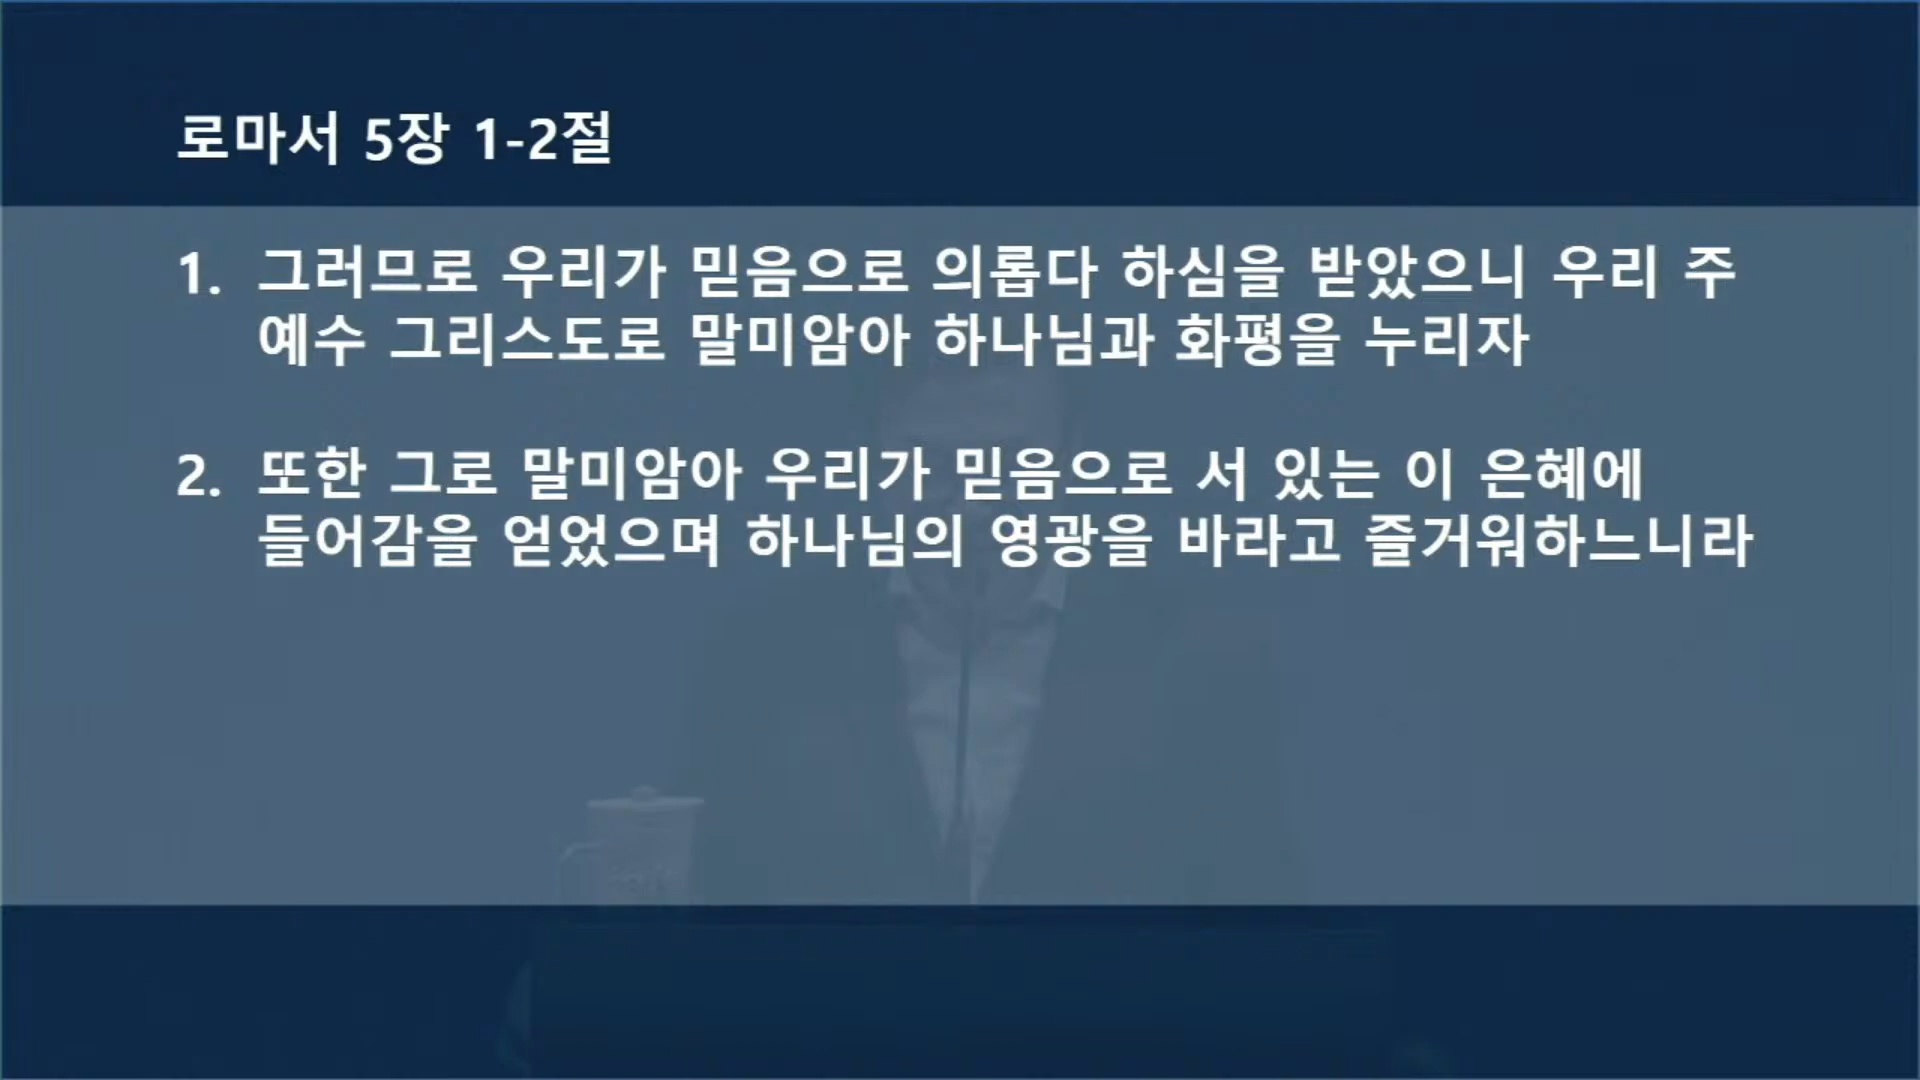 로마서 5장 1-2절
1. 그러므로 우리가 믿음으로 의롭다 하심을 받았으니 우리 주
예수 그리스도로 말미암아 하나님과 화평을 누리자
2. 또한 그로 말미암아 우리가 믿음으로 서 있는 이 은혜에
들어감을 얻었으며 하나님의 영광을 바라고 즐거워하느니라